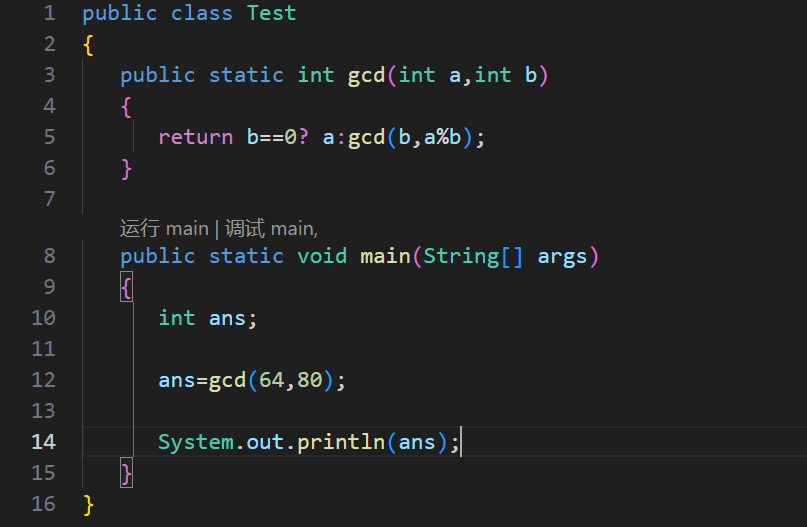 1 public class Test
2 {
3 public static int gcd(int a,int b)
4 {
5 return b==0? a:gcd(b,a%b);
6 }
7
运行 main | 调试 main,
8 public static void main(String[] args)
9 {
10 int ans;
11
12 ans=gcd(64,80);
13
14 System.out.println(ans);
15 }
16 }